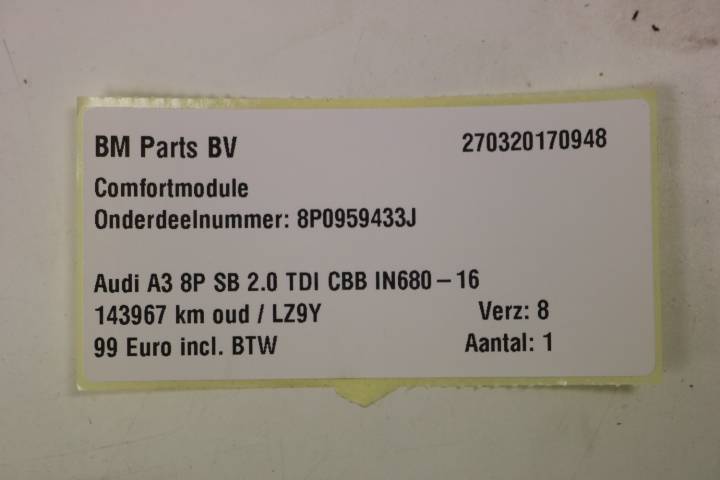 BM Parts BV 270320170948
Comfortmodule
Onderdeelnummer: 8P0959433J
Audi A3 8P SB 2.0 TDI CBB IN680-16
143967 km oud / LZ9Y Verz: 8
99 Euro incl. BTW Aantal: 1